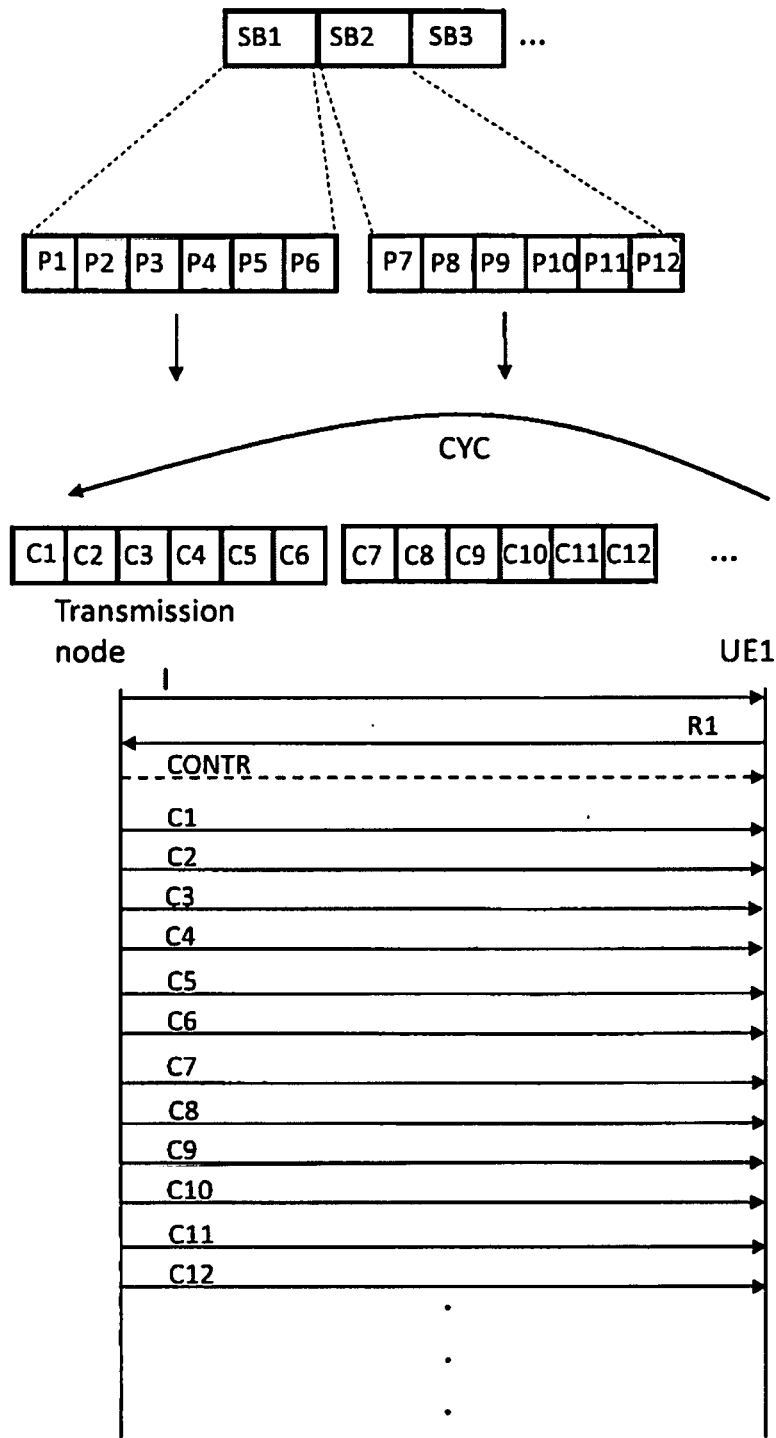 SB1 SB2 SB3 ...
P1 P2 P3 P4 P5 P6 P7 P8 P9 P10 P11 P12
CYC
C1 C2 C3 C4 C5 C6 C7 C8 C9 C10 C11 C12 ...
Transmission
node UE1
I
R1
CONTR
C1
C2
C3
C4
C5
C6
C7
C8
C9
C10
C11
C12